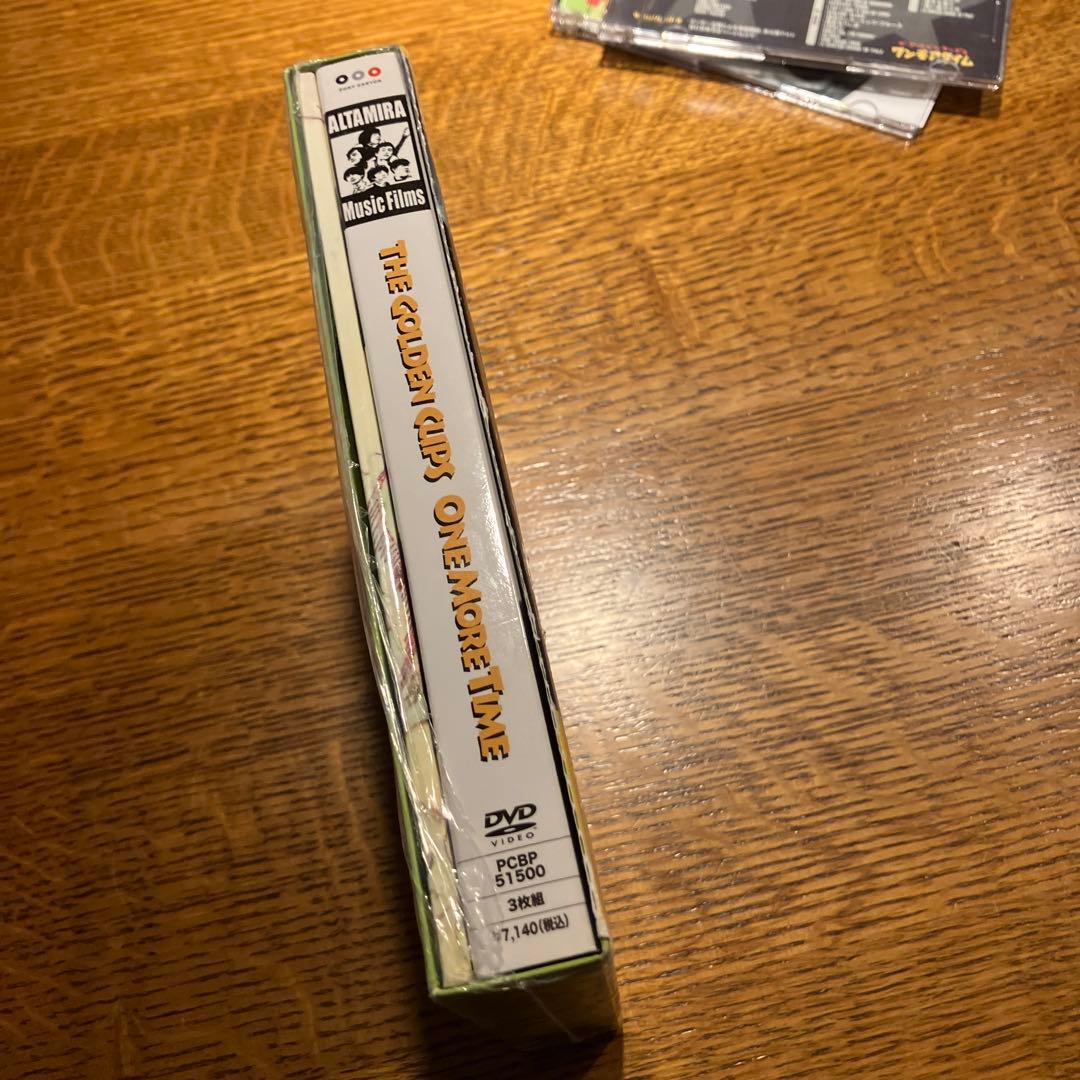 PONY CANYON
ALTAMIRA
Music Films
THE GOLDEN CUPS ONE MORE TIME
DVD
VIDEO
PCBP
51500
3枚組
¥7,140(税込)